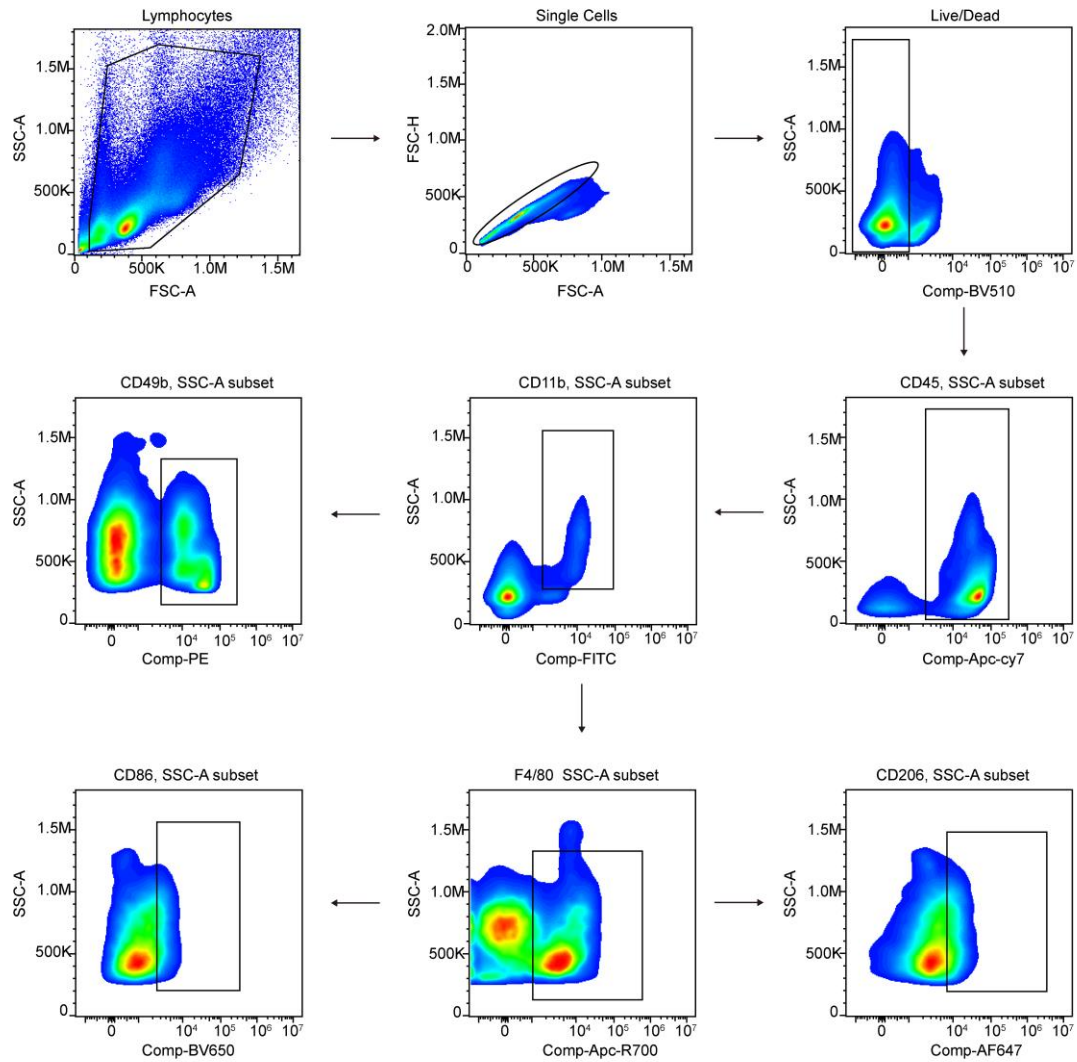 Lymphocytes
SSC-A
1.5M
1.0M
500K
0
0 500K 1.0M 1.5M
FSC-A
Single Cells
FSC-H
2.0M
1.5M
1.0M
500K
0
0 500K 1.0M 1.5M
FSC-A
Live/Dead
SSC-A
1.5M
1.0M
500K
0
0 10⁴ 10⁵ 10⁶ 10⁷
Comp-BV510
CD49b, SSC-A subset
SSC-A
1.5M
1.0M
500K
0
0 10⁴ 10⁵ 10⁶ 10⁷
Comp-PE
CD11b, SSC-A subset
SSC-A
1.5M
1.0M
500K
0
0 10⁴ 10⁵ 10⁶ 10⁷
Comp-FITC
CD45, SSC-A subset
SSC-A
1.5M
1.0M
500K
0
0 10⁴ 10⁵ 10⁶ 10⁷
Comp-Apc-cy7
CD86, SSC-A subset
SSC-A
1.5M
1.0M
500K
0
0 10⁴ 10⁵ 10⁶ 10⁷
Comp-BV650
F4/80 SSC-A subset
SSC-A
1.5M
1.0M
500K
0
0 10⁴ 10⁵ 10⁶ 10⁷
Comp-Apc-R700
CD206, SSC-A subset
SSC-A
1.5M
1.0M
500K
0
0 10⁴ 10⁵ 10⁶ 10⁷
Comp-AF647